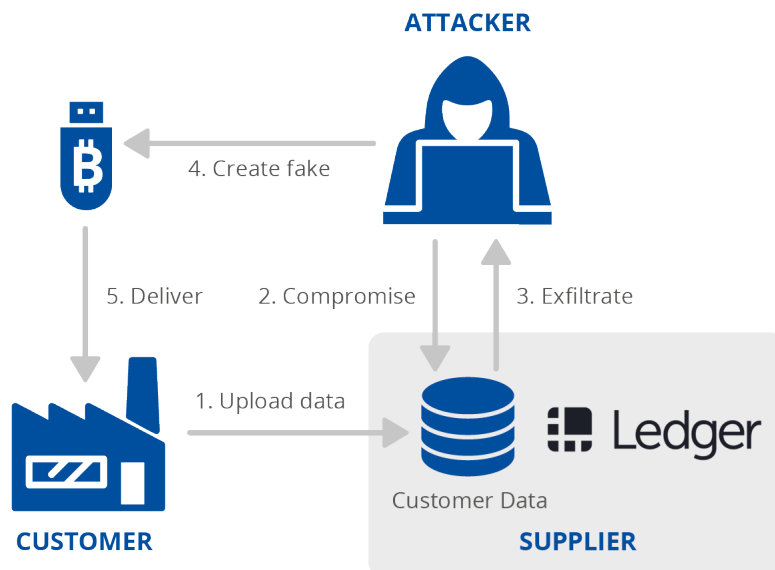 ATTACKER
4. Create fake
5. Deliver
2. Compromise
3. Exfiltrate
1. Upload data
Ledger
Customer Data
CUSTOMER
SUPPLIER